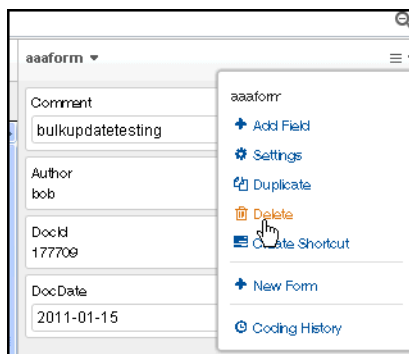 aaaform
Comment
bulkupdatetesting
Author
bob
DocId
177709
DocDate
2011-01-15
aaaform
Add Field
Settings
Duplicate
Delete
Create Shortcut
New Form
Coding History